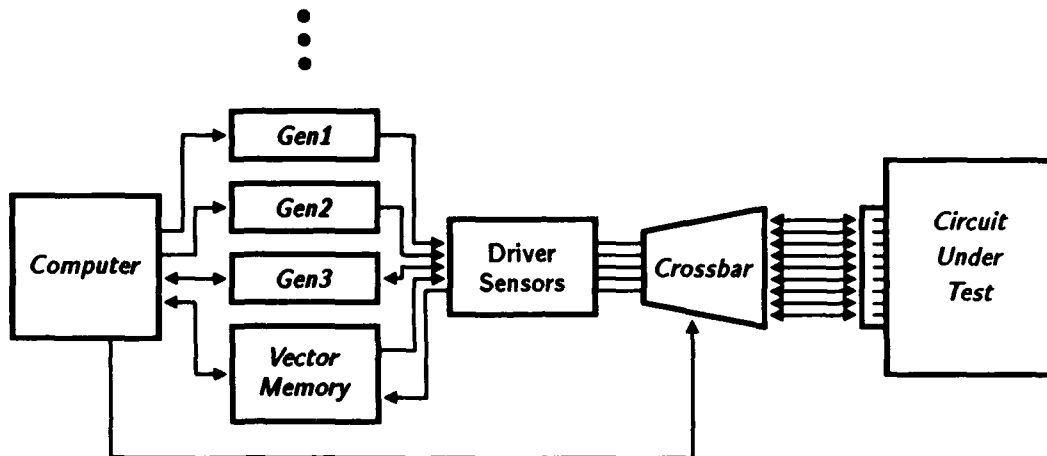 Gen1
Gen2
Gen3
Computer
Vector
Memory
Driver
Sensors
Crossbar
Circuit
Under
Test